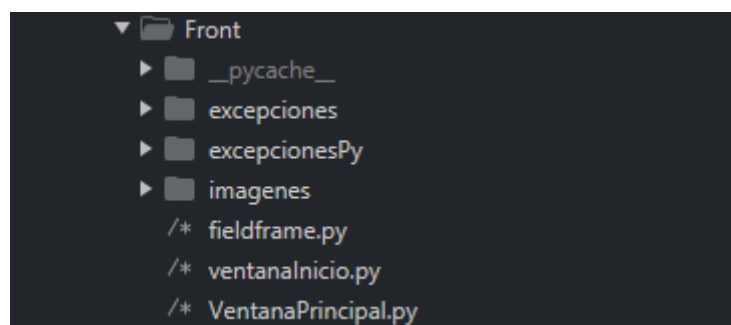 Front
__pycache__
excepciones
excepcionesPy
imagenes
/* fieldframe.py
/* ventanaInicio.py
/* VentanaPrincipal.py